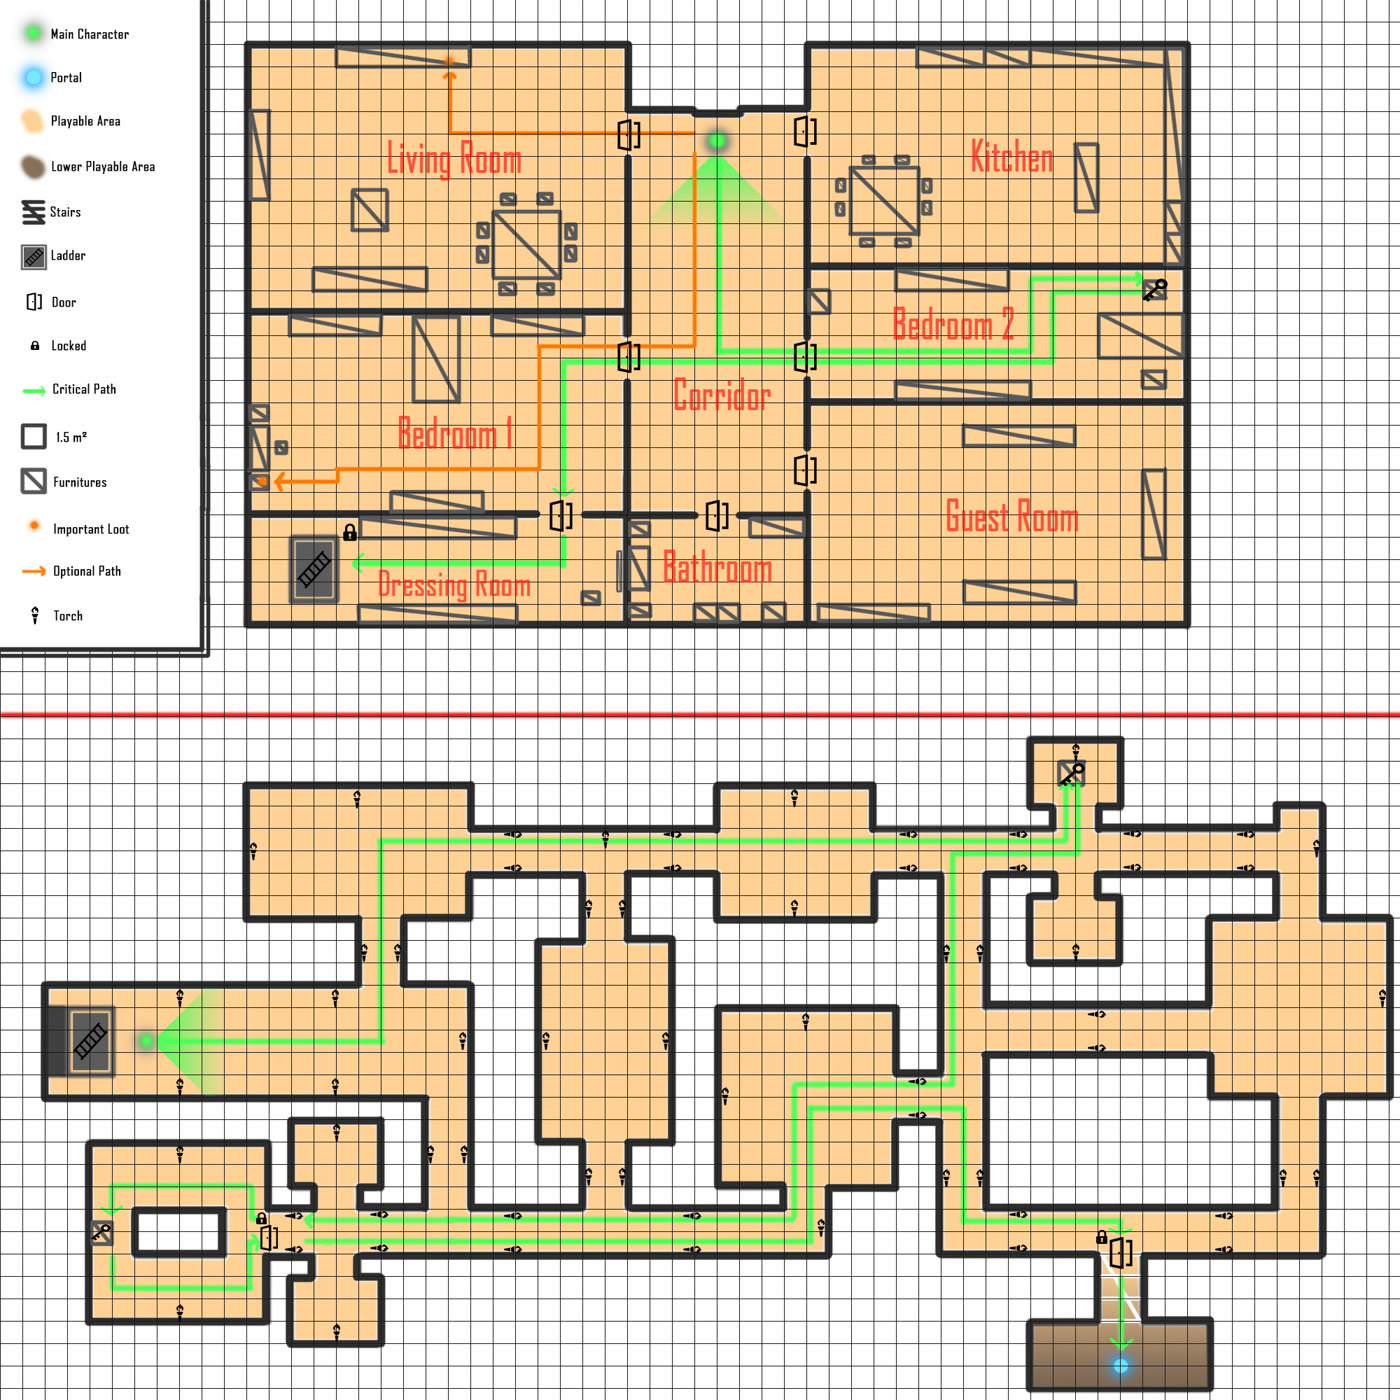 Main Character
Portal
Playable Area
Lower Playable Area
Stairs
Ladder
Door
Locked
Critical Path
1.5 m²
Furnitures
Important Loot
Optional Path
Torch
Living Room
Kitchen
Bedroom 2
Corridor
Bedroom 1
Guest Room
Bathroom
Dressing Room